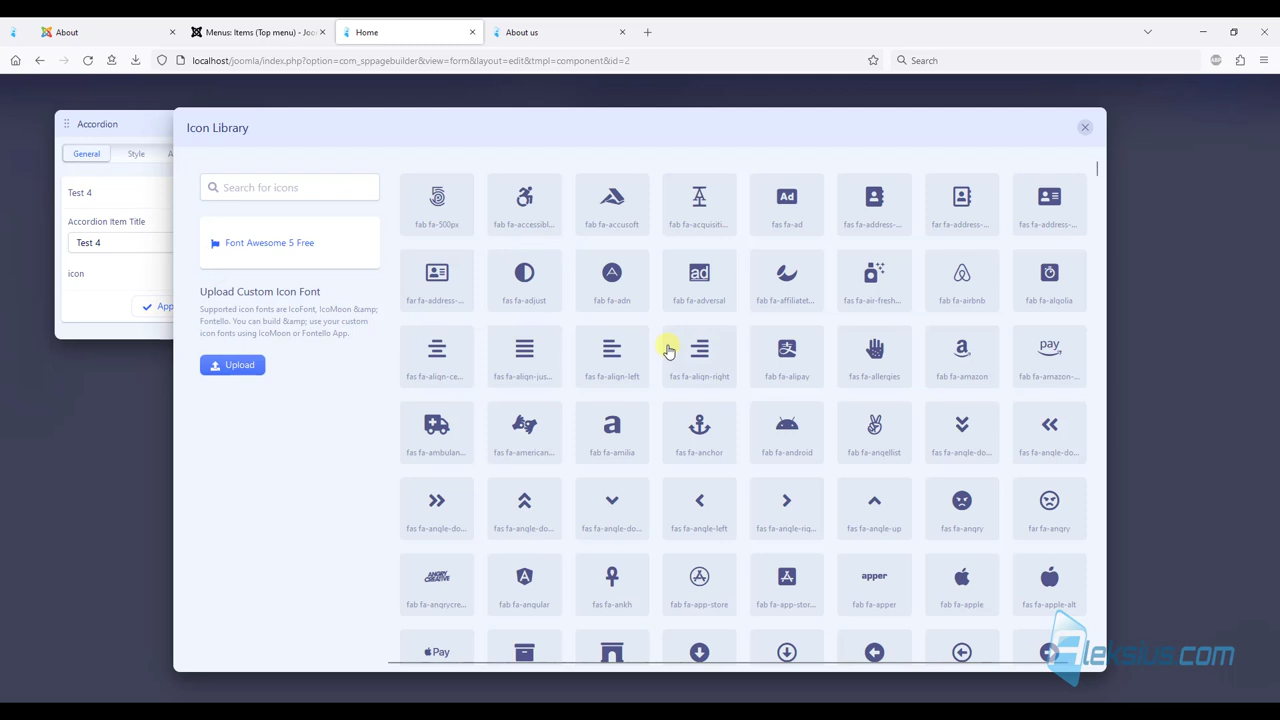 About
Menus: Items (Top menu) - Joo
Home
About us
localhost/joomla/index.php?option=com_sppagebuilder&view=form&layout=edit&tmpl=component&id=2
Search
ABP
Accordion
General
Style
A
Test 4
Accordion Item Title
Test 4
icon
App
Icon Library
Search for icons
Font Awesome 5 Free
Upload Custom Icon Font
Supported icon fonts are IcoFont, IcoMoon &amp;
Fontello. You can build &amp; use your custom
icon fonts using IcoMoon or Fontello App.
Upload
fab fa-500px
fab fa-accessibl...
fab fa-accusoft
fab fa-acquisiti...
Ad
fas fa-ad
fas fa-address-...
far fa-address-...
fas fa-address-...
far fa-address-...
fas fa-adjust
fab fa-adn
ad
fab fa-adversal
fab fa-affiliatet...
fas fa-air-fresh...
fab fa-airbnb
fab fa-algolia
fas fa-align-ce...
fas fa-align-jus...
fas fa-align-left
fas fa-align-right
fab fa-alipay
fas fa-allergies
a
fab fa-amazon
pay
fab fa-amazon-...
fas fa-ambulan...
fas fa-american...
a
fab fa-amilia
fas fa-anchor
fab fa-android
fab fa-angellist
fas fa-angle-do...
fas fa-angle-do...
fas fa-angle-do...
fas fa-angle-do...
fas fa-angle-do...
fas fa-angle-left
fas fa-angle-rig...
fas fa-angle-up
fas fa-angry
far fa-angry
ANGRY
CREATIVE
fab fa-angrycre...
fab fa-angular
fas fa-ankh
fab fa-app-store
fab fa-app-stor...
apper
fab fa-apper
fab fa-apple
fas fa-apple-alt
Pay
Aleksius.com